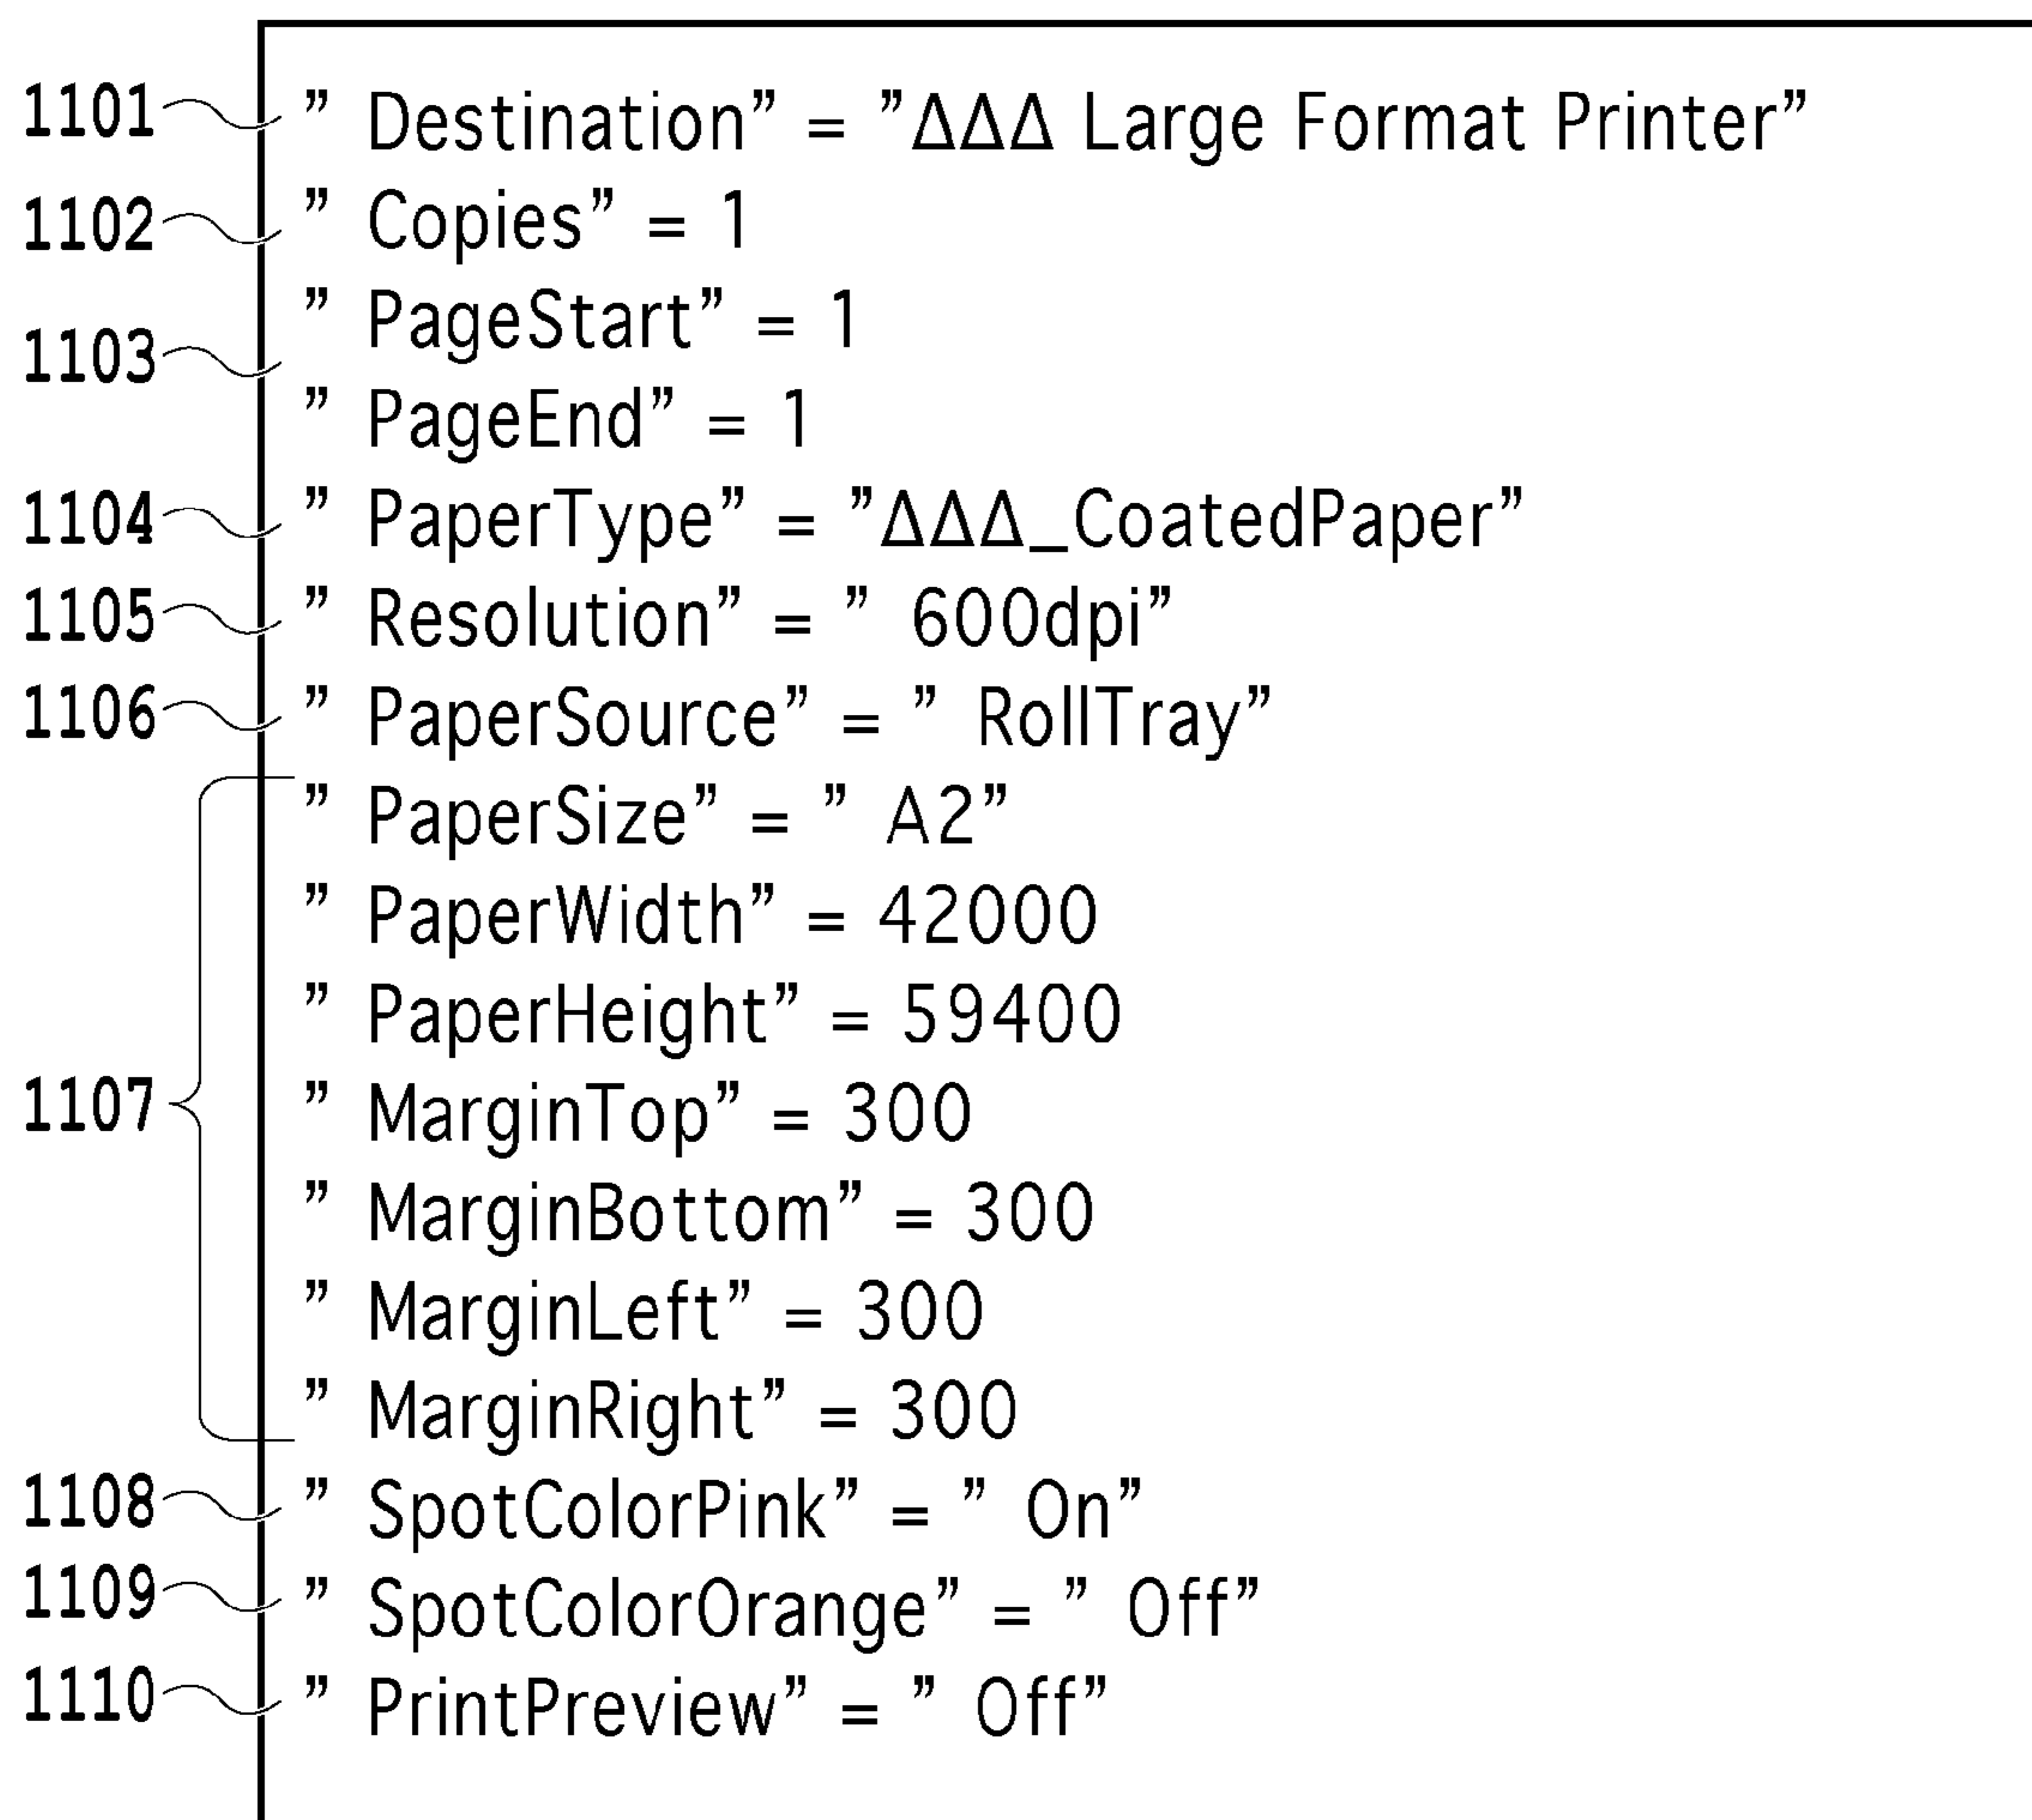 1101 ” Destination” = ”ΔΔΔ Large Format Printer”
1102 ” Copies” = 1
1103 ” PageStart” = 1
” PageEnd” = 1
1104 ” PaperType” = ”ΔΔΔ_CoatedPaper”
1105 ” Resolution” = ” 600dpi”
1106 ” PaperSource” = ” RollTray”
1107 ” PaperSize” = ” A2”
” PaperWidth” = 42000
” PaperHeight” = 59400
” MarginTop” = 300
” MarginBottom” = 300
” MarginLeft” = 300
” MarginRight” = 300
1108 ” SpotColorPink” = ” On”
1109 ” SpotColorOrange” = ” Off”
1110 ” PrintPreview” = ” Off”